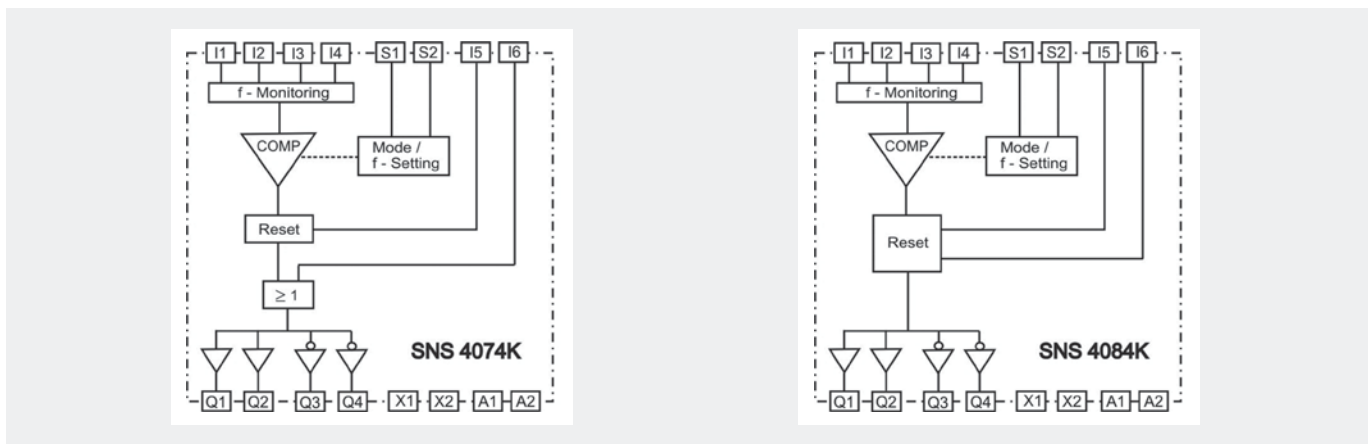 I1 I2 I3 I4 S1 S2 I5 I6
f - Monitoring
COMP
Mode /
f - Setting
Reset
≥ 1
SNS 4074K
Q1 Q2 Q3 Q4 X1 X2 A1 A2
I1 I2 I3 I4 S1 S2 I5 I6
f - Monitoring
COMP
Mode /
f - Setting
Reset
SNS 4084K
Q1 Q2 Q3 Q4 X1 X2 A1 A2